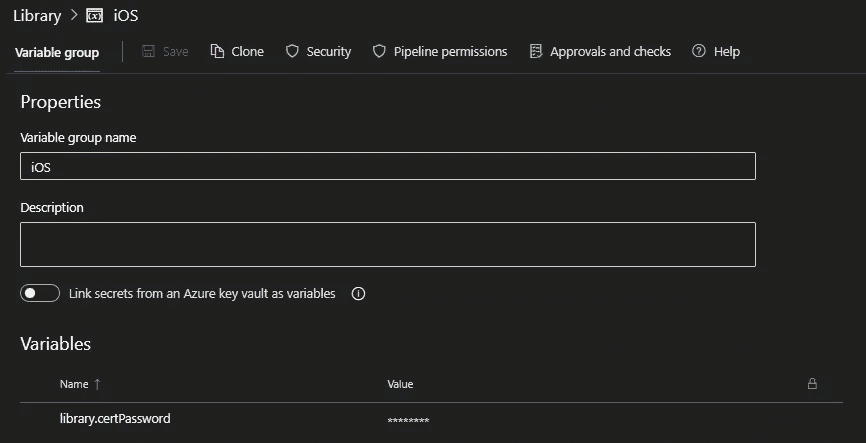 Library > iOS
Variable group Save Clone Security Pipeline permissions Approvals and checks Help
Properties
Variable group name
iOS
Description
Link secrets from an Azure key vault as variables
Variables
Name ↑ Value
library.certPassword ********